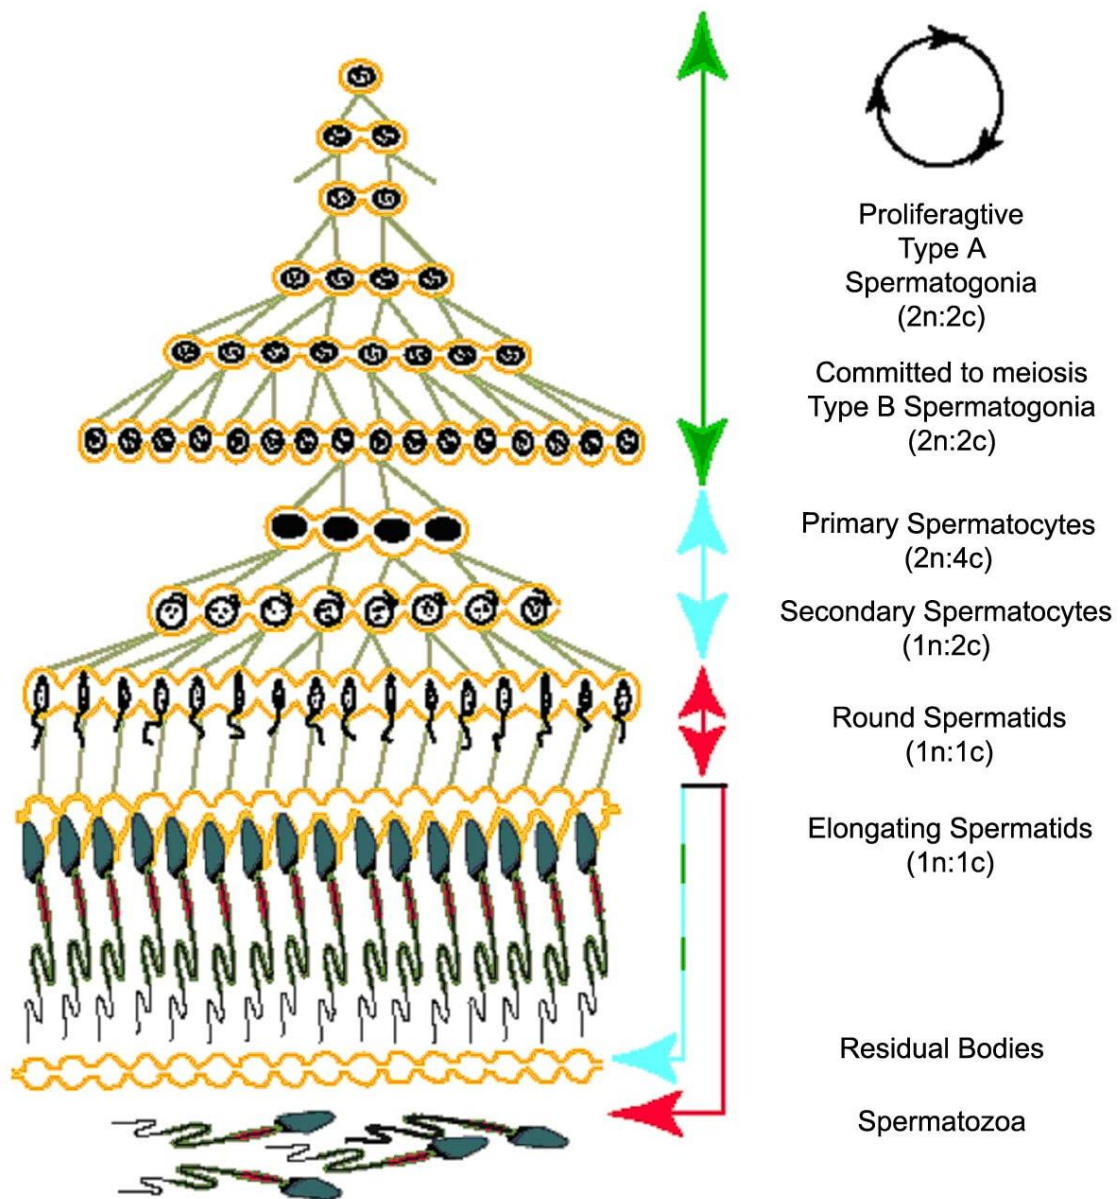 Proliferagtive
Type A
Spermatogonia
(2n:2c)
Committed to meiosis
Type B Spermatogonia
(2n:2c)
Primary Spermatocytes
(2n:4c)
Secondary Spermatocytes
(1n:2c)
Round Spermatids
(1n:1c)
Elongating Spermatids
(1n:1c)
Residual Bodies
Spermatozoa